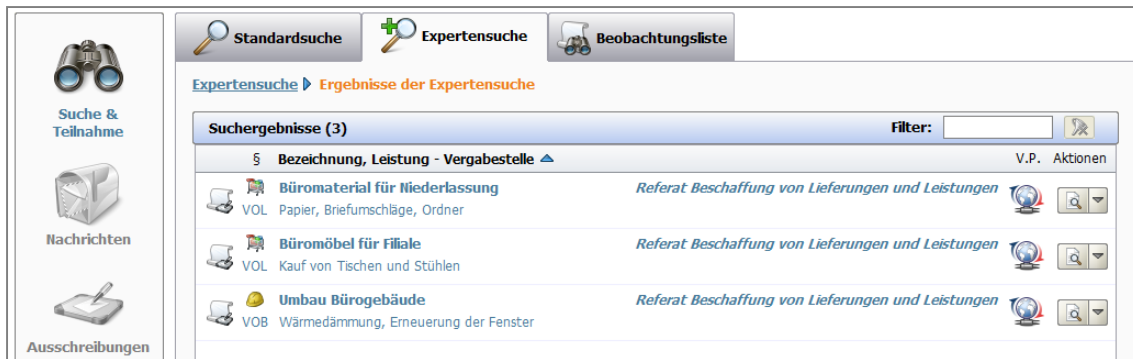 Standardsuche
Expertensuche
Beobachtungsliste
Suche &
Teilnahme
Nachrichten
Ausschreibungen
Expertensuche Ergebnisse der Expertensuche
Suchergebnisse (3) Filter:
§ Bezeichnung, Leistung - Vergabestelle V.P. Aktionen
Büromaterial für Niederlassung Referat Beschaffung von Lieferungen und Leistungen
VOL Papier, Briefumschläge, Ordner
Büromöbel für Filiale Referat Beschaffung von Lieferungen und Leistungen
VOL Kauf von Tischen und Stühlen
Umbau Bürogebäude Referat Beschaffung von Lieferungen und Leistungen
VOB Wärmedämmung, Erneuerung der Fenster